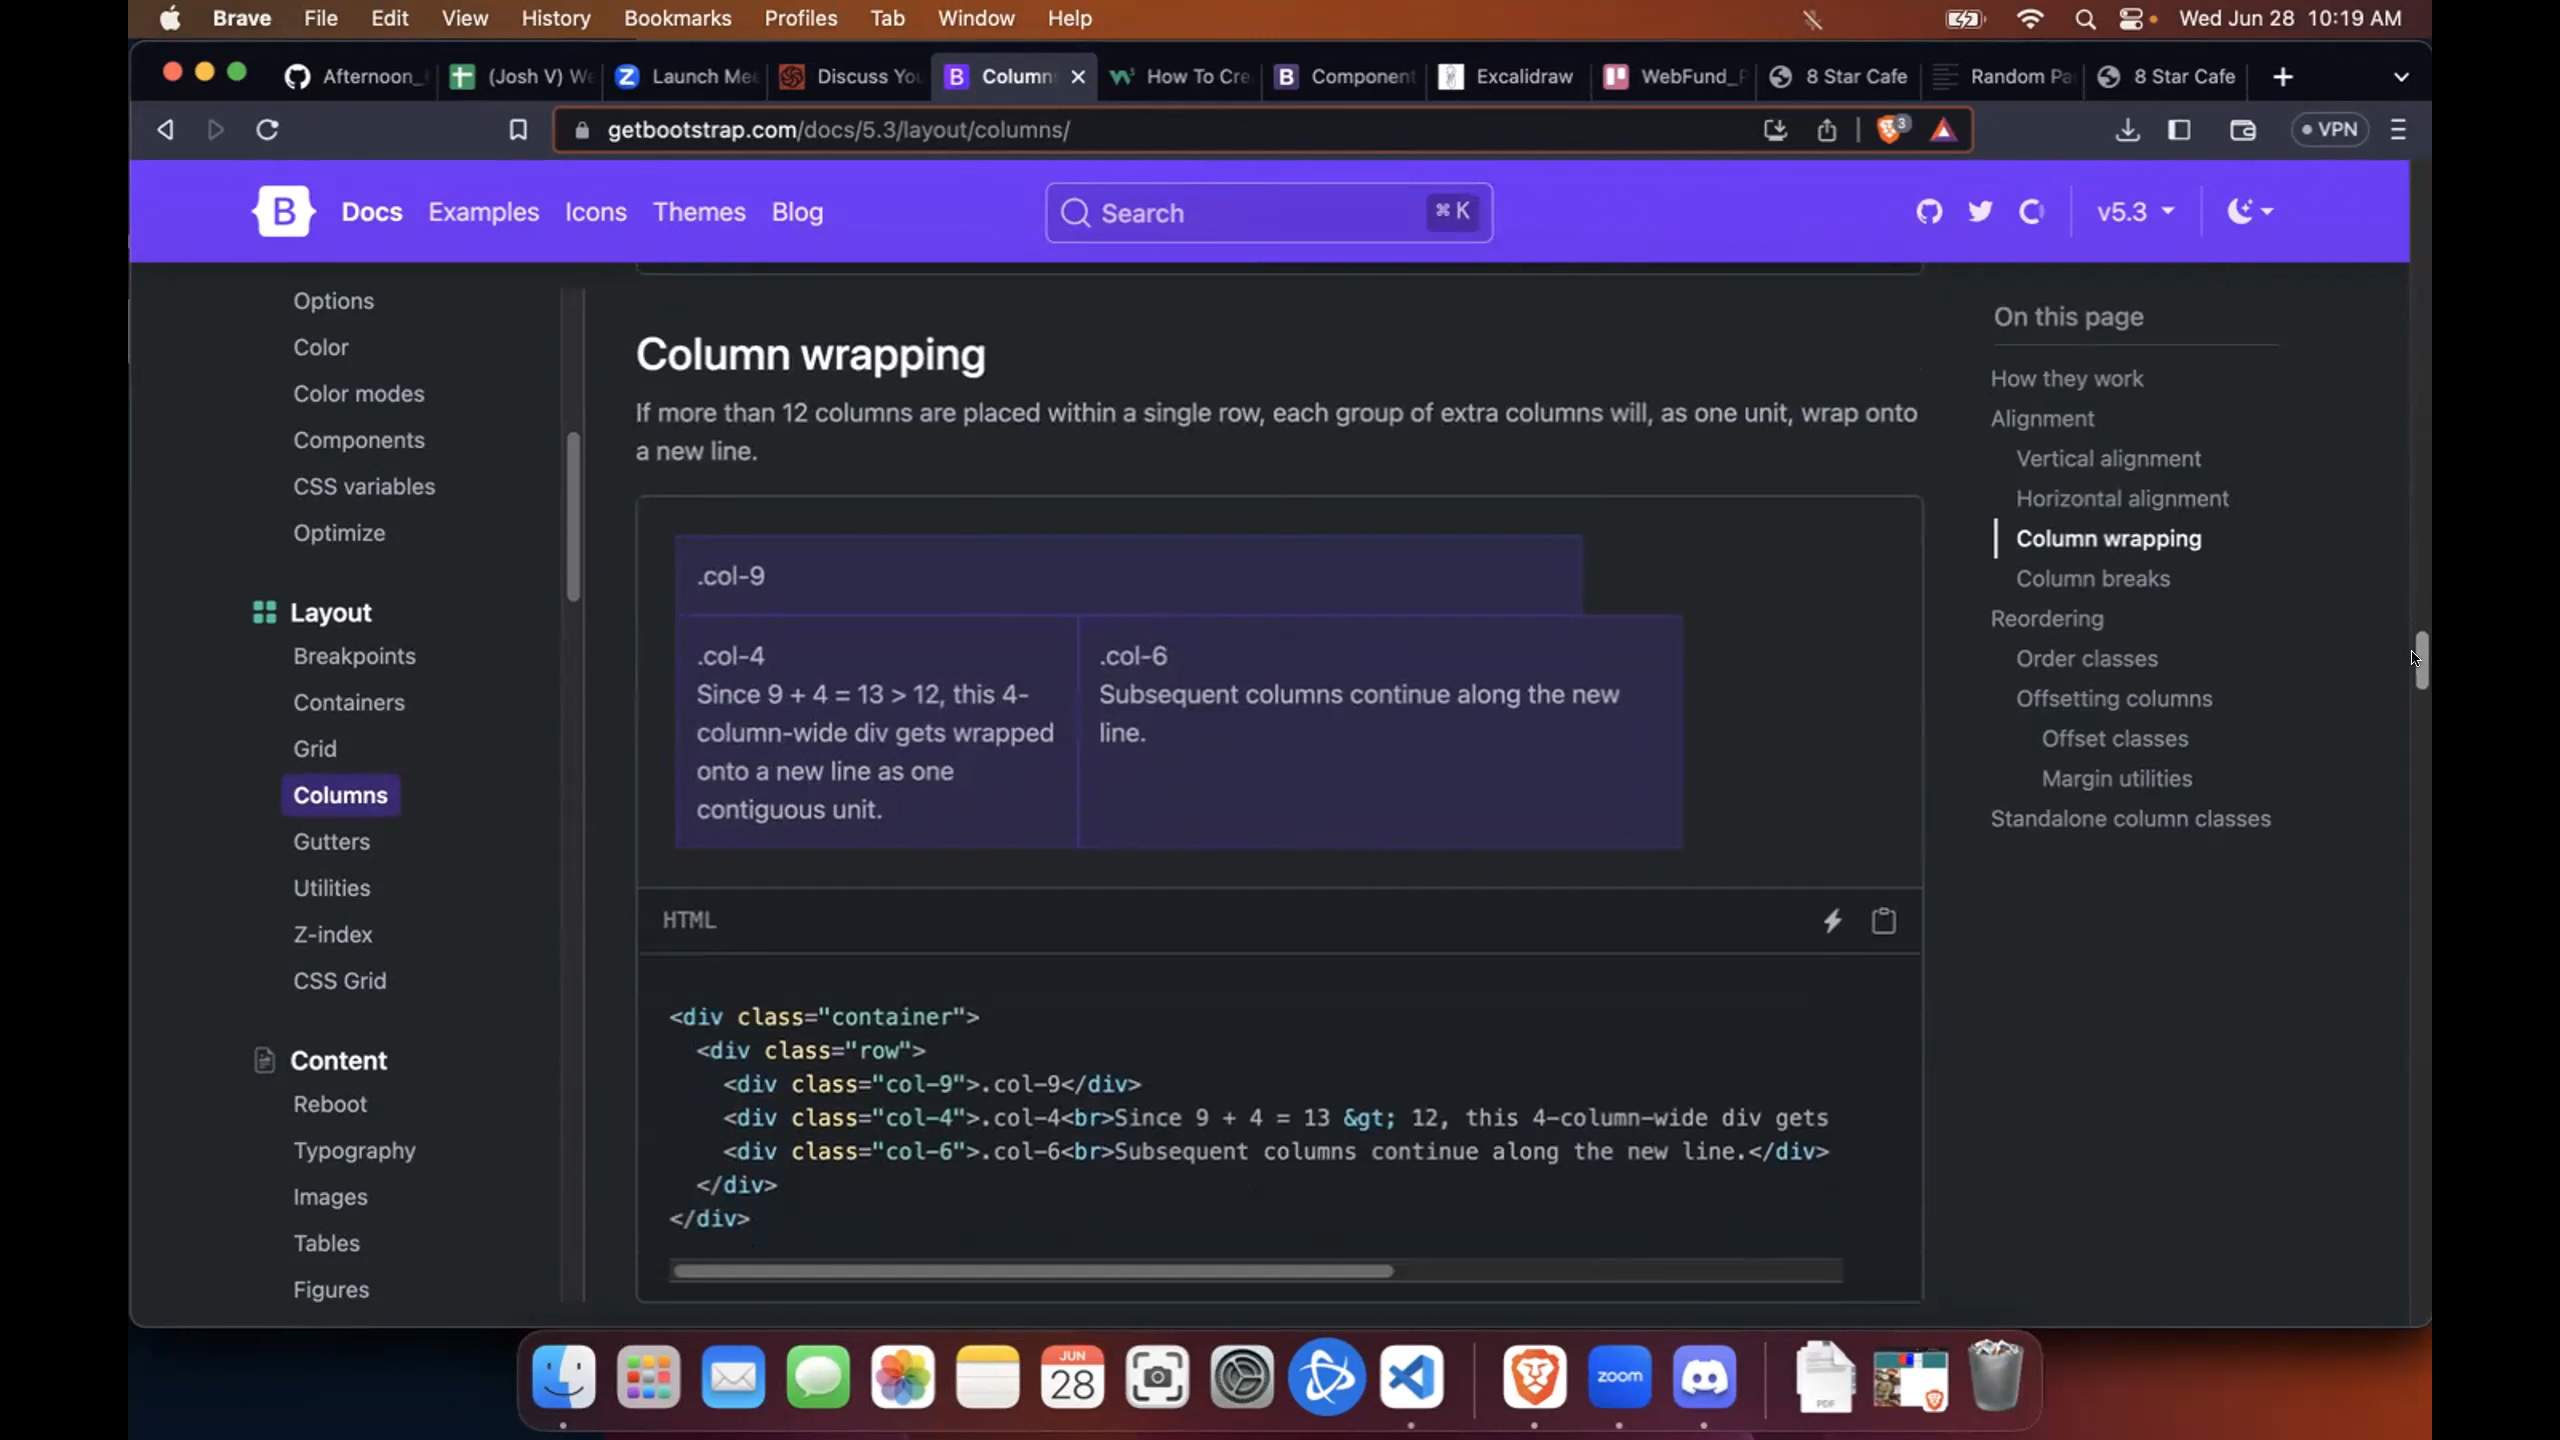 Brave File Edit View History Bookmarks Profiles Tab Window Help Wed Jun 28 10:19 AM
Afternoon_ (Josh V) We Launch Mee Discuss You Column How To Cre Component Excalidraw WebFund_P 8 Star Cafe Random Pa 8 Star Cafe
getbootstrap.com/docs/5.3/layout/columns/ 3 VPN
B Docs Examples Icons Themes Blog Search ⌘ K v5.3
Options
Color
Color modes
Components
CSS variables
Optimize
Layout
Breakpoints
Containers
Grid
Columns
Gutters
Utilities
Z-index
CSS Grid
Content
Reboot
Typography
Images
Tables
Figures
Column wrapping
If more than 12 columns are placed within a single row, each group of extra columns will, as one unit, wrap onto
a new line.
.col-9
.col-4
Since 9 + 4 = 13 > 12, this 4-
column-wide div gets wrapped
onto a new line as one
contiguous unit.
.col-6
Subsequent columns continue along the new
line.
HTML
<div class="container">
<div class="row">
<div class="col-9">.col-9</div>
<div class="col-4">.col-4<br>Since 9 + 4 = 13 &gt; 12, this 4-column-wide div gets
<div class="col-6">.col-6<br>Subsequent columns continue along the new line.</div>
</div>
</div>
On this page
How they work
Alignment
Vertical alignment
Horizontal alignment
Column wrapping
Column breaks
Reordering
Order classes
Offsetting columns
Offset classes
Margin utilities
Standalone column classes
JUN
28
zoom
PDF